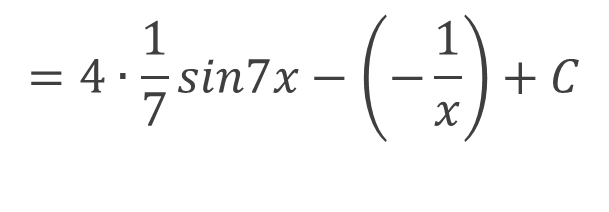 = 4 · 1/7 sin7x − (− 1/x) + C